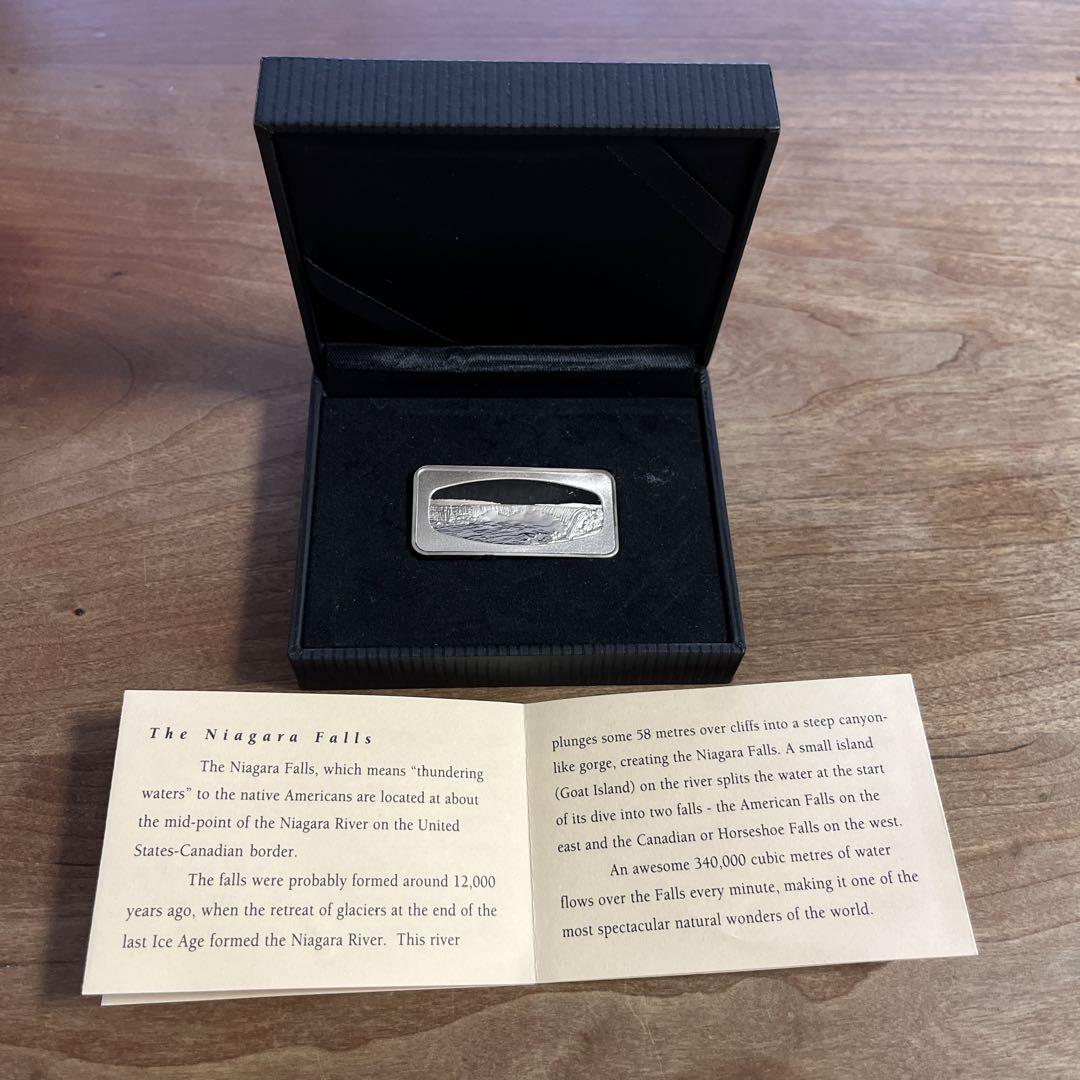 The Niagara Falls
The Niagara Falls, which means “thundering
waters” to the native Americans are located at about
the mid-point of the Niagara River on the United
States-Canadian border.
The falls were probably formed around 12,000
years ago, when the retreat of glaciers at the end of the
last Ice Age formed the Niagara River. This river
plunges some 58 metres over cliffs into a steep canyon-
like gorge, creating the Niagara Falls. A small island
(Goat Island) on the river splits the water at the start
of its dive into two falls - the American Falls on the
east and the Canadian or Horseshoe Falls on the west.
An awesome 340,000 cubic metres of water
flows over the Falls every minute, making it one of the
most spectacular natural wonders of the world.